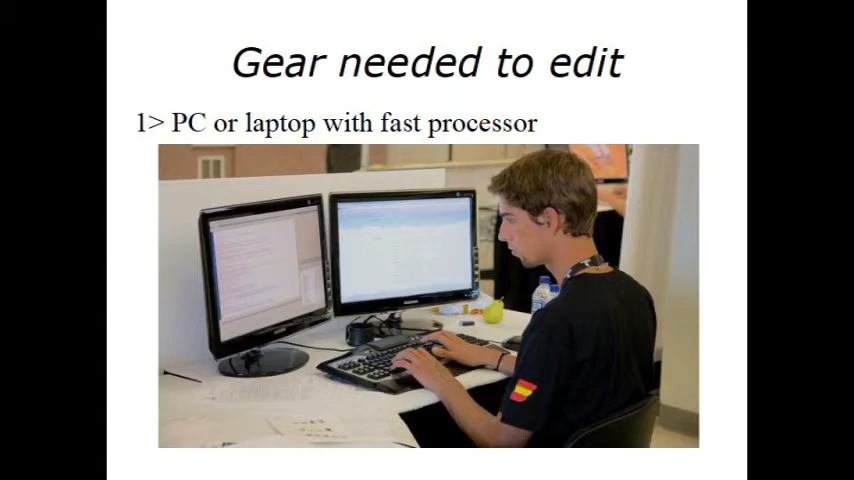 Gear needed to edit
1> PC or laptop with fast processor